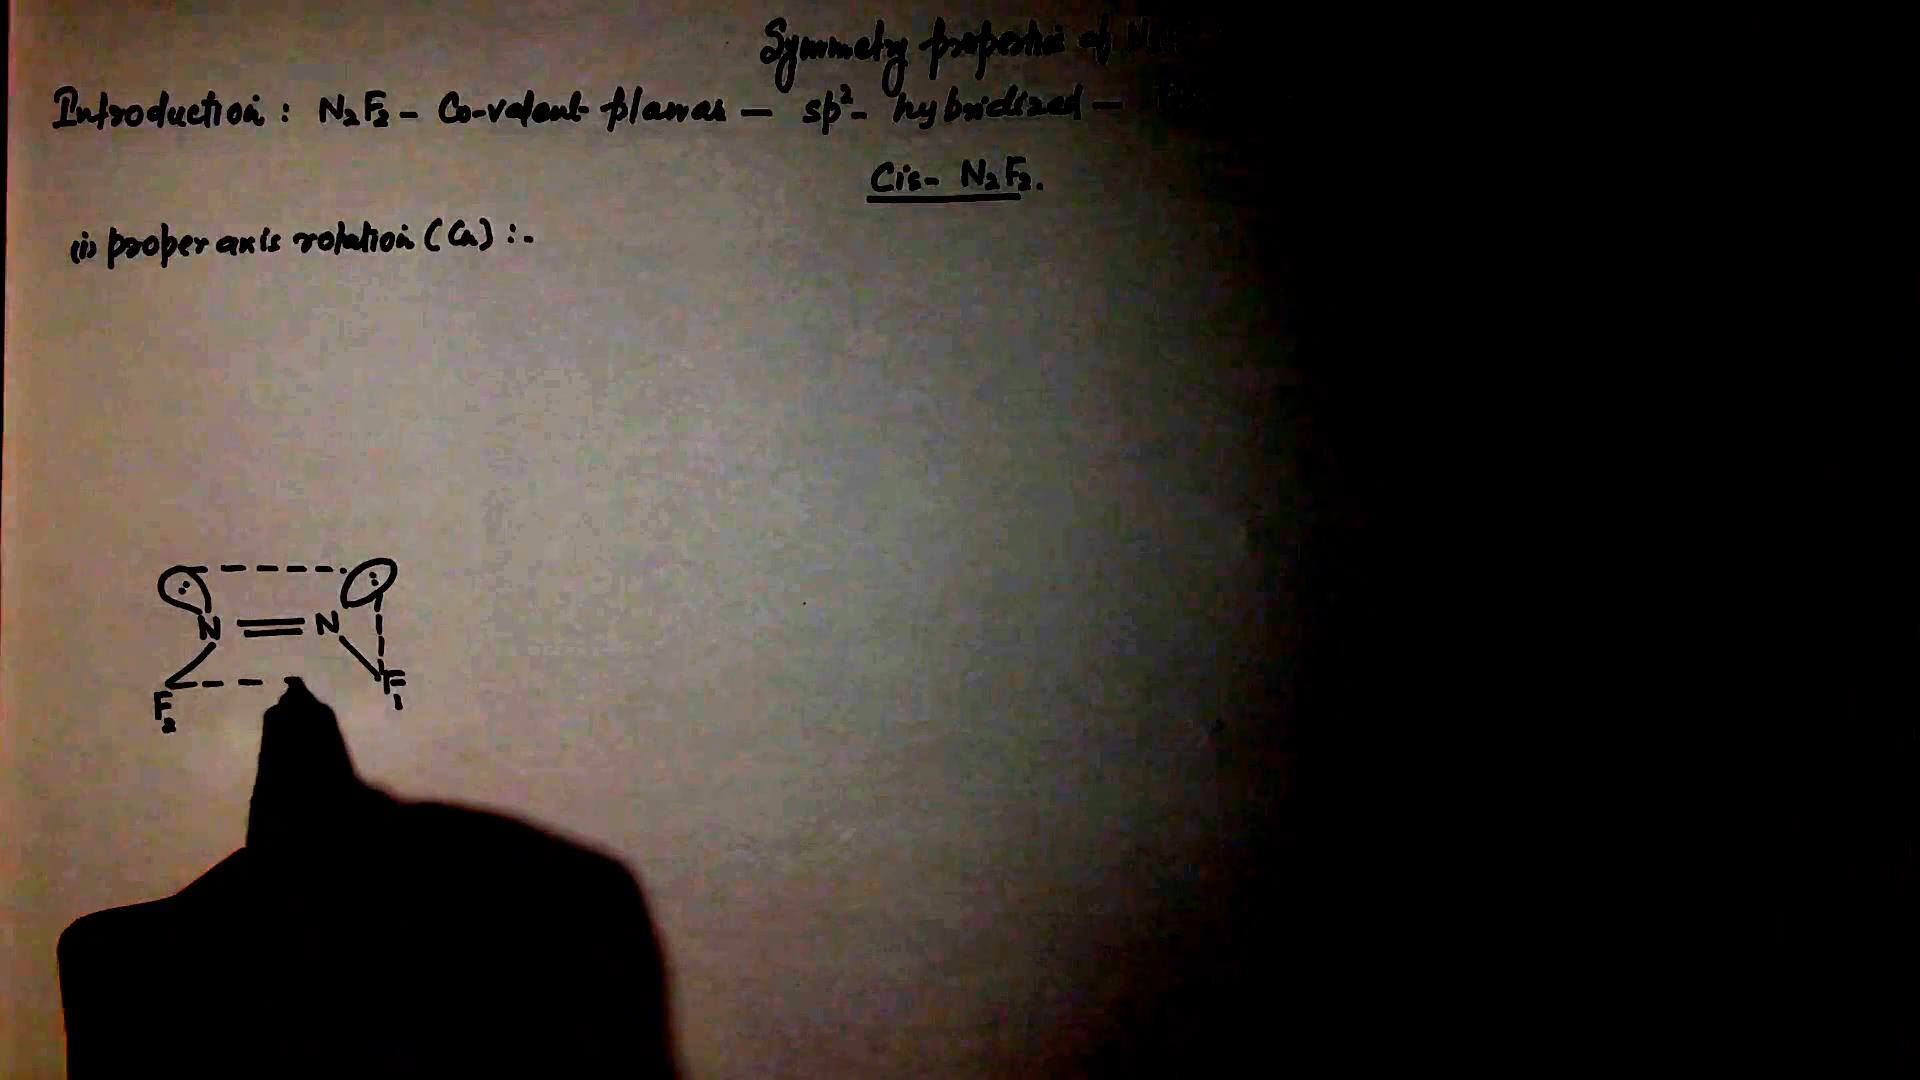 Symmetry properties of
Introduction : N₂F₂ - Co-valent planar — sp² - hybridized —
Cis- N₂F₂.
(i) proper axis rotation (Cn) :-
N = N
F₂ F₁